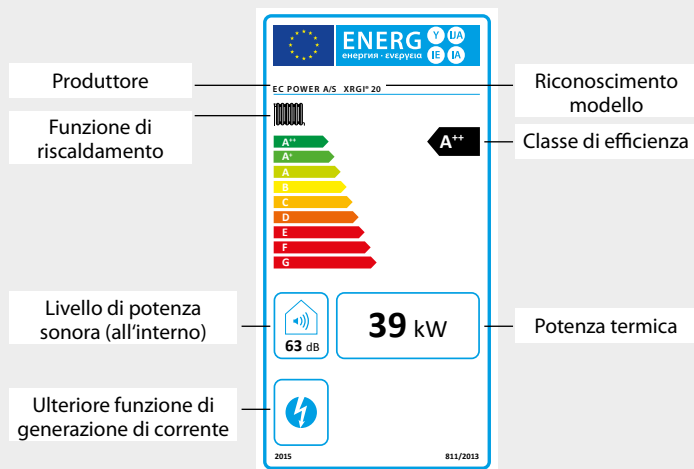 ENERG Y UA
енергия · ενεργεια IE IA
Produttore
EC POWER A/S XRGI® 20
Riconoscimento
modello
Funzione di
riscaldamento
A++
A+
A
B
C
D
E
F
G
A++
Classe di efficienza
Livello di potenza
sonora (all‘interno)
63 dB
39 kW
Potenza termica
Ulteriore funzione di
generazione di corrente
2015
811/2013